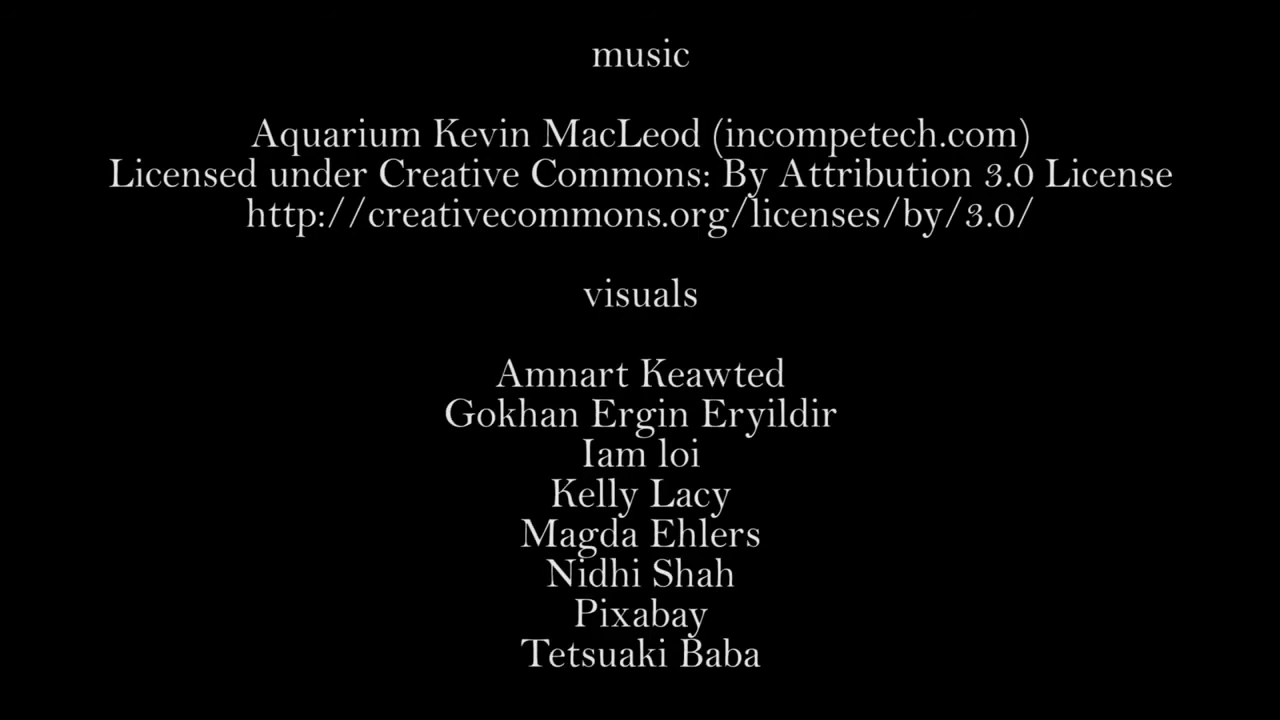 music
Aquarium Kevin MacLeod (incompetech.com)
Licensed under Creative Commons: By Attribution 3.0 License
http://creativecommons.org/licenses/by/3.0/
visuals
Amnart Keawted
Gokhan Ergin Eryildir
Iam loi
Kelly Lacy
Magda Ehlers
Nidhi Shah
Pixabay
Tetsuaki Baba